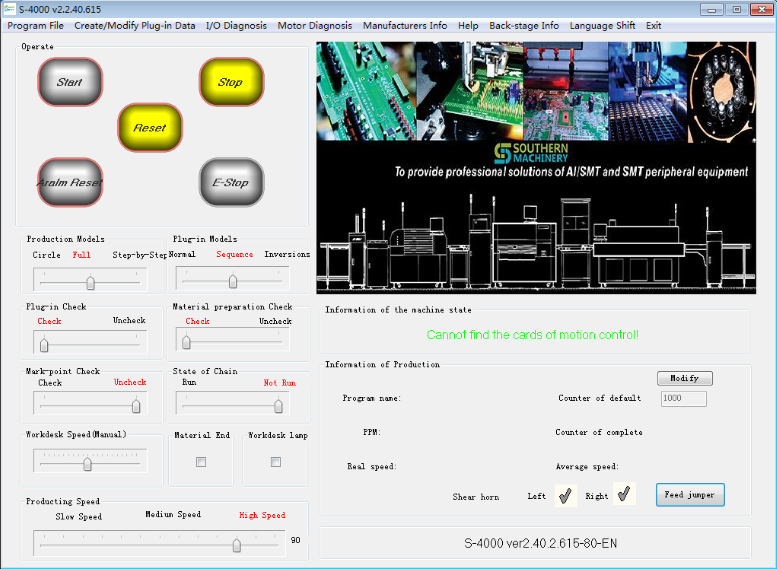 S-4000 v2.2.40.615
Program File Create/Modify Plug-in Data I/O Diagnosis Motor Diagnosis Manufacturers Info Help Back-stage Info Language Shift Exit
Operate
Start
Stop
Reset
Aralm Reset
E-Stop
SOUTHERN
MACHINERY
To provide professional solutions of AI/SMT and SMT peripheral equipment
Production Models
Circle Full Step-by-Step
Plug-in Models
Normal Sequence Inversions
Plug-in Check
Check Uncheck
Material preparation Check
Check Uncheck
Mark-point Check
Check Uncheck
State of Chain
Run Not Run
Workdesk Speed(Manual)
Material End
Workdesk lamp
Producting Speed
Slow Speed Medium Speed High Speed
90
Information of the machine state
Cannot find the cards of motion control!
Information of Production
Modify
Program name: Counter of default 1000
PPM: Counter of complete
Real speed: Average speed:
Shear horn Left Right Feed jumper
S-4000 ver2.40.2.615-80-EN